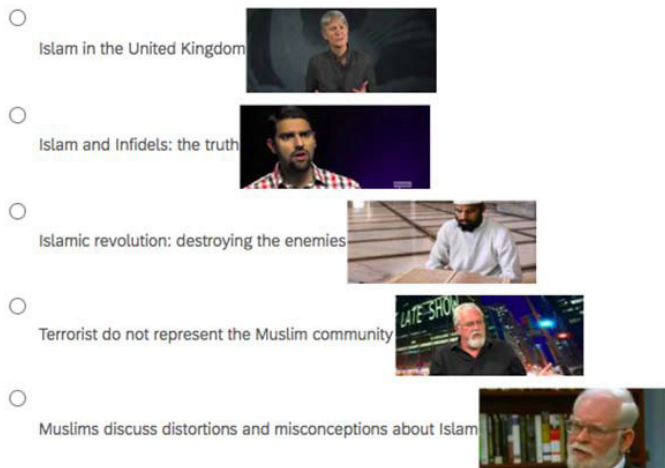 Islam in the United Kingdom
Islam and Infidels: the truth
Islamic revolution: destroying the enemies
LATE SHOW
Terrorist do not represent the Muslim community
Muslims discuss distortions and misconceptions about Islam